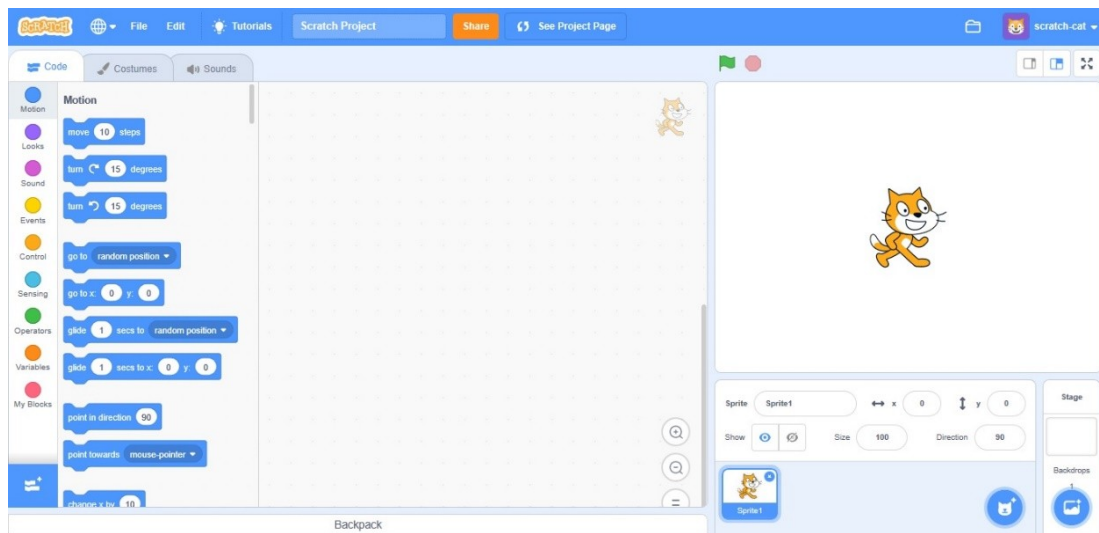 SCRATCH File Edit Tutorials Scratch Project Share See Project Page scratch-cat
Code Costumes Sounds
Motion
Looks
Sound
Events
Control
Sensing
Operators
Variables
My Blocks
Motion
move 10 steps
turn 15 degrees
turn 15 degrees
go to random position
go to x: 0 y: 0
glide 1 secs to random position
glide 1 secs to x: 0 y: 0
point in direction 90
point towards mouse-pointer
change x by 10
Backpack
Sprite Sprite1 x 0 y 0
Show Size 100 Direction 90
Sprite1
Stage
Backdrops
1